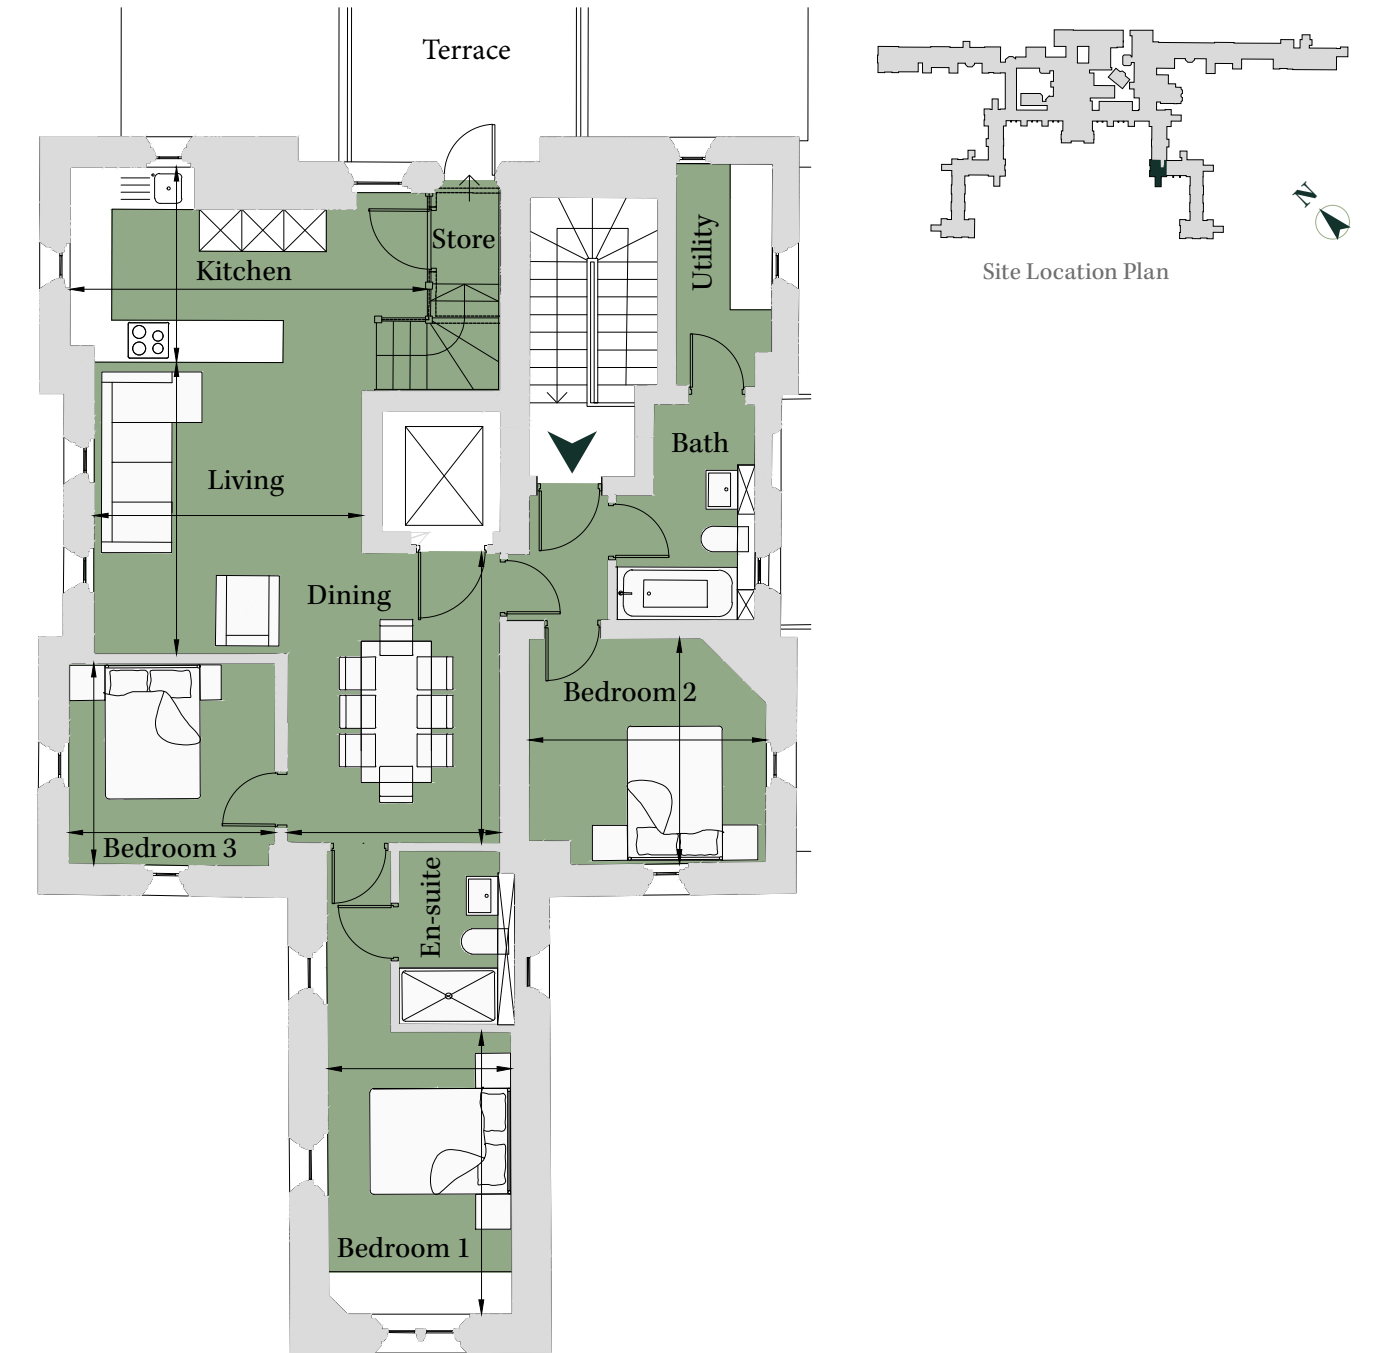 Terrace
N
Store
Utility
Kitchen
Site Location Plan
Bath
Living
Dining
Bedroom 2
Bedroom 3
En-suite
Bedroom 1